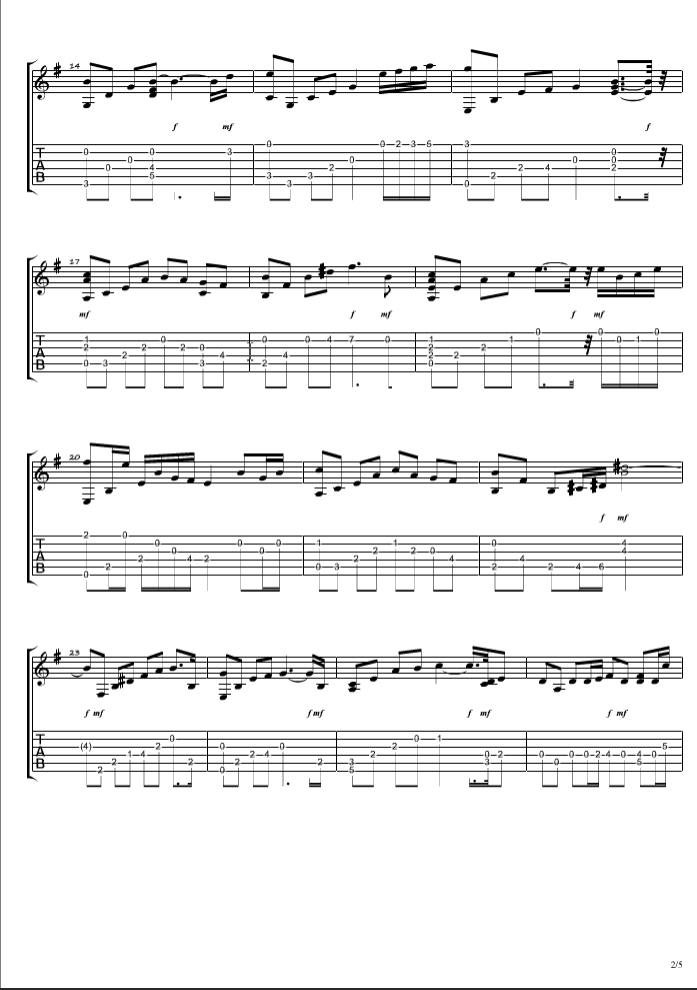 14
f mf f
0 0 3 0 0 2 3 5 3 0
0 0 0 0 0
0 4 2 2 4 2
5 3 3 2
3 3 0
T
A
B
17
mf f mf f mf
1 0 0 0 4 7 1 1 0 0 0 1 0
2 2 2 0 2 2
2 4 4 2 2
0 3 3 2 0
T
A
B
20
f mf
2 0 0 0 0 1 1 0 4
0 2 2 0 4
2 4 2 2 4 4
2 0 3 2 2 4 6
0
T
A
B
23
f mf f mf f mf f mf
(4) 2 0 0 0 0 1 5
1 4 2 4 2 2 0 2 0 0 0 2 4 0 4 0
2 2 2 2 3 3 0 5
2 0 5
T
A
B
2/5